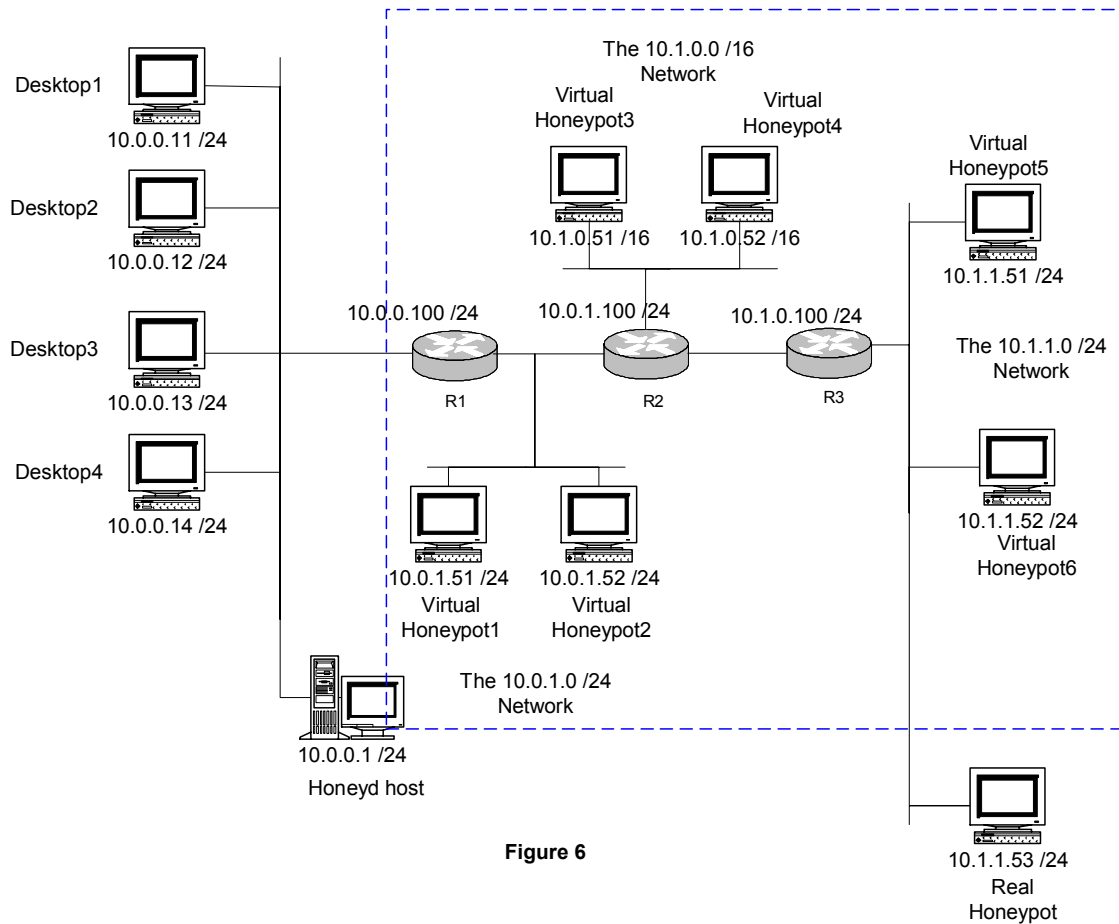 The 10.1.0.0 /16
Network
Desktop1
10.0.0.11 /24
Virtual
Honeypot3
Virtual
Honeypot4
Virtual
Honeypot5
Desktop2
10.0.0.12 /24
10.1.0.51 /16
10.1.0.52 /16
10.1.1.51 /24
Desktop3
10.0.0.13 /24
10.0.0.100 /24
10.0.1.100 /24
10.1.0.100 /24
R1
R2
R3
The 10.1.1.0 /24
Network
Desktop4
10.0.0.14 /24
10.0.1.51 /24
Virtual
Honeypot1
10.0.1.52 /24
Virtual
Honeypot2
10.1.1.52 /24
Virtual
Honeypot6
The 10.0.1.0 /24
Network
10.0.0.1 /24
Honeyd host
10.1.1.53 /24
Real
Honeypot
Figure 6